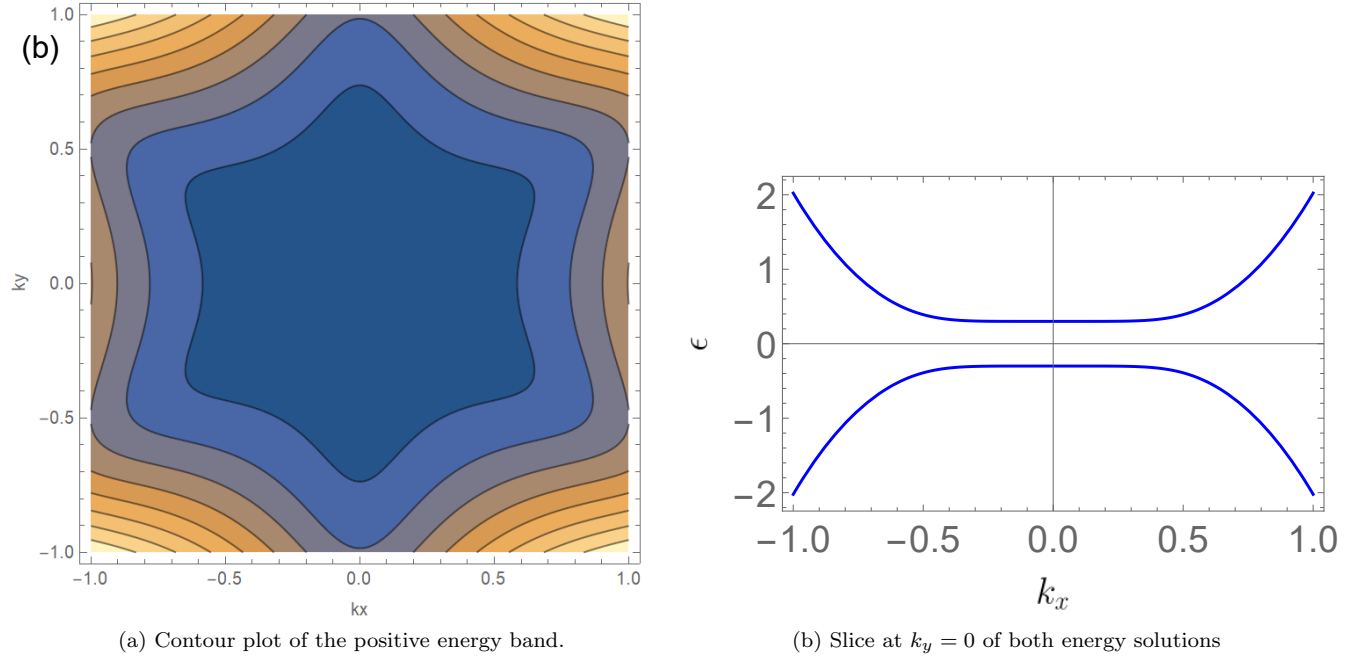 (b)
1.0
0.5
0.0
−0.5
−1.0
ky
−1.0 −0.5 0.0 0.5 1.0
kx
(a) Contour plot of the positive energy band.
2
1
0
−1
−2
ϵ
−1.0 −0.5 0.0 0.5 1.0
k_x
(b) Slice at k_y = 0 of both energy solutions